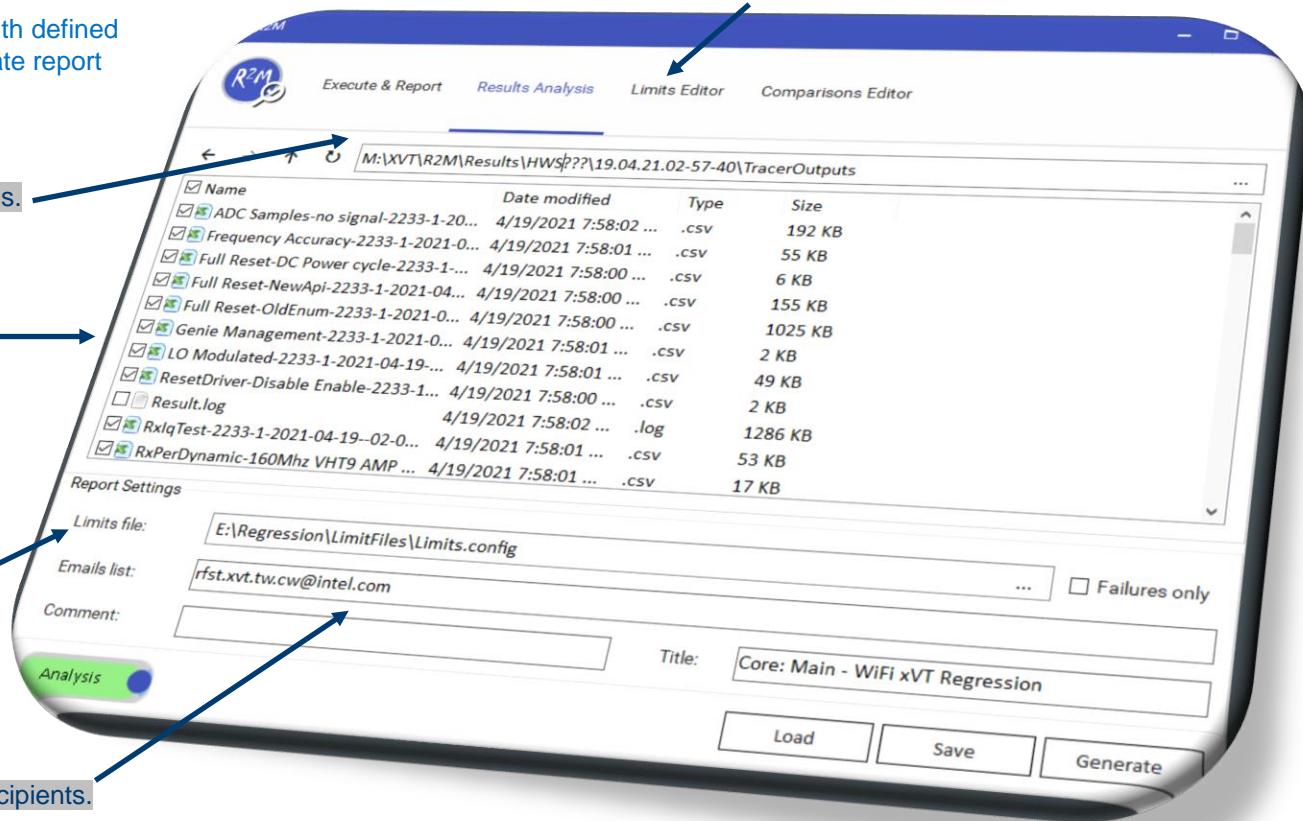 th defined
ate report
R2M
R2M
Execute & Report Results Analysis Limits Editor Comparisons Editor
s.
M:\XVT\R2M\Results\HWS???\19.04.21.02-57-40\TracerOutputs ...
Name Date modified Type Size
ADC Samples-no signal-2233-1-20... 4/19/2021 7:58:02 ... .csv 192 KB
Frequency Accuracy-2233-1-2021-0... 4/19/2021 7:58:01 ... .csv 55 KB
Full Reset-DC Power cycle-2233-1-... 4/19/2021 7:58:00 ... .csv 6 KB
Full Reset-NewApi-2233-1-2021-04... 4/19/2021 7:58:00 ... .csv 155 KB
Full Reset-OldEnum-2233-1-2021-0... 4/19/2021 7:58:00 ... .csv 1025 KB
Genie Management-2233-1-2021-0... 4/19/2021 7:58:01 ... .csv 2 KB
LO Modulated-2233-1-2021-04-19-... 4/19/2021 7:58:01 ... .csv 49 KB
ResetDriver-Disable Enable-2233-1... 4/19/2021 7:58:00 ... .csv 2 KB
Result.log 4/19/2021 7:58:02 ... .log 1286 KB
RxIqTest-2233-1-2021-04-19--02-0... 4/19/2021 7:58:01 ... .csv 53 KB
RxPerDynamic-160Mhz VHT9 AMP ... 4/19/2021 7:58:01 ... .csv 17 KB
Report Settings
Limits file: E:\Regression\LimitFiles\Limits.config ... Failures only
Emails list: rfst.xvt.tw.cw@intel.com
Comment: Title: Core: Main - WiFi xVT Regression
Analysis
Load Save Generate
cipients.